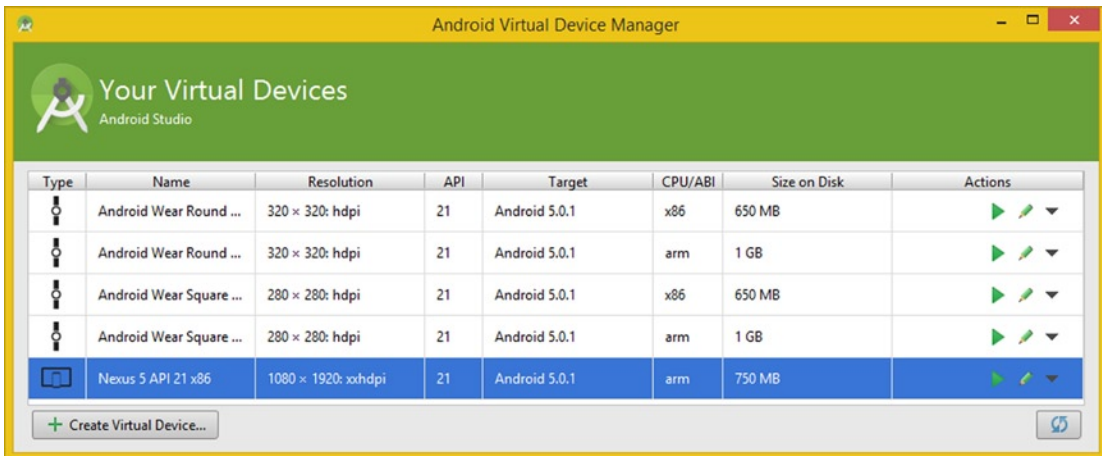 Android Virtual Device Manager
Your Virtual Devices
Android Studio
Type Name Resolution API Target CPU/ABI Size on Disk Actions
Android Wear Round ... 320 × 320: hdpi 21 Android 5.0.1 x86 650 MB
Android Wear Round ... 320 × 320: hdpi 21 Android 5.0.1 arm 1 GB
Android Wear Square ... 280 × 280: hdpi 21 Android 5.0.1 x86 650 MB
Android Wear Square ... 280 × 280: hdpi 21 Android 5.0.1 arm 1 GB
Nexus 5 API 21 x86 1080 × 1920: xxhdpi 21 Android 5.0.1 arm 750 MB
Create Virtual Device...